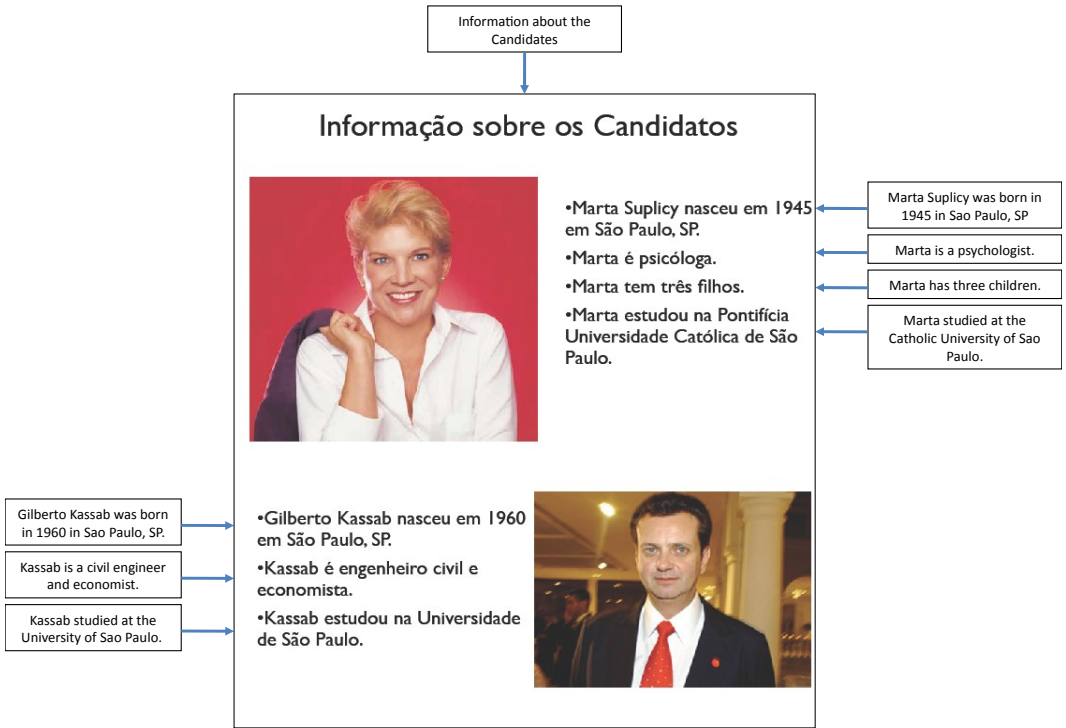 Information about the
Candidates
Informação sobre os Candidatos
•Marta Suplicy nasceu em 1945
em São Paulo, SP.
•Marta é psicóloga.
•Marta tem três filhos.
•Marta estudou na Pontifícia
Universidade Católica de São
Paulo.
Marta Suplicy was born in
1945 in Sao Paulo, SP
Marta is a psychologist.
Marta has three children.
Marta studied at the
Catholic University of Sao
Paulo.
Gilberto Kassab was born
in 1960 in Sao Paulo, SP.
Kassab is a civil engineer
and economist.
Kassab studied at the
University of Sao Paulo.
•Gilberto Kassab nasceu em 1960
em São Paulo, SP.
•Kassab é engenheiro civil e
economista.
•Kassab estudou na Universidade
de São Paulo.